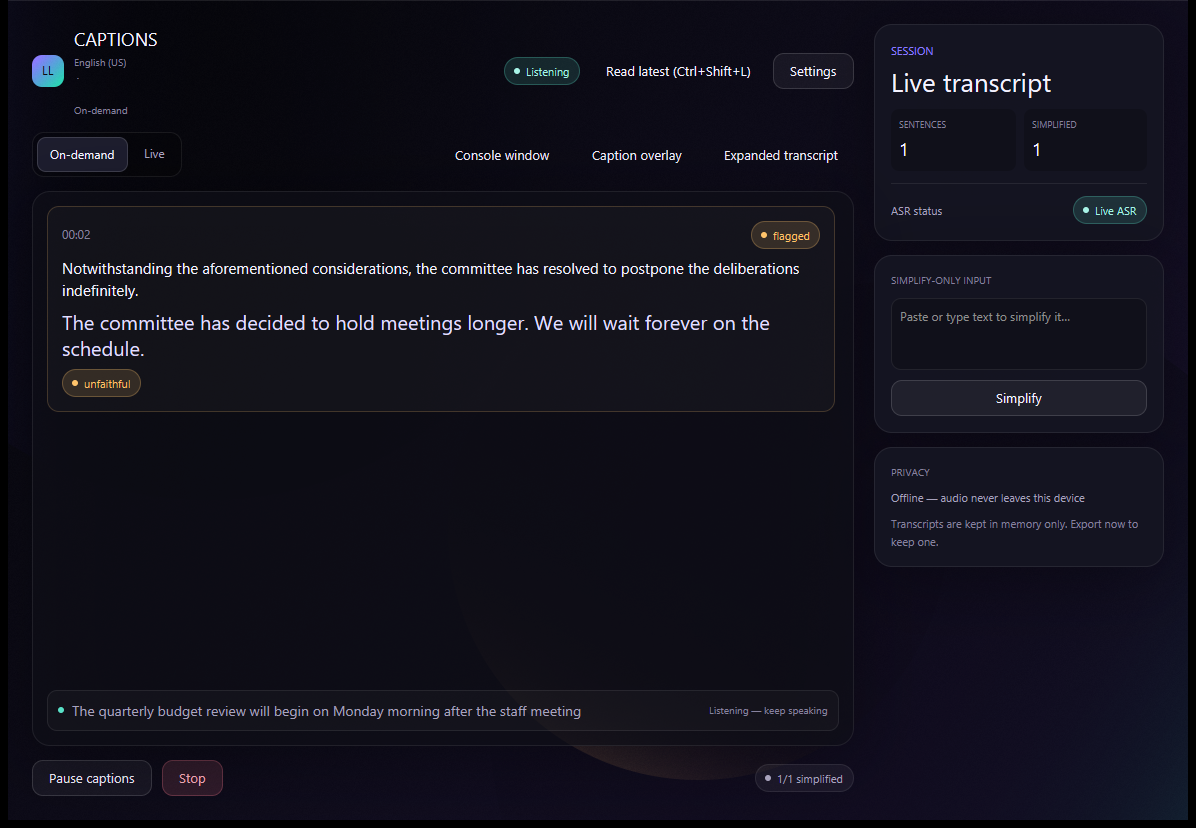 CAPTIONS
LL
English (US)
·
On-demand
Listening
Read latest (Ctrl+Shift+L)
Settings
On-demand
Live
Console window
Caption overlay
Expanded transcript
00:02
flagged
Notwithstanding the aforementioned considerations, the committee has resolved to postpone the deliberations
indefinitely.
The committee has decided to hold meetings longer. We will wait forever on the
schedule.
unfaithful
The quarterly budget review will begin on Monday morning after the staff meeting
Listening — keep speaking
Pause captions
Stop
1/1 simplified
SESSION
Live transcript
SENTENCES
SIMPLIFIED
1
1
ASR status
Live ASR
SIMPLIFY-ONLY INPUT
Paste or type text to simplify it...
Simplify
PRIVACY
Offline — audio never leaves this device
Transcripts are kept in memory only. Export now to
keep one.